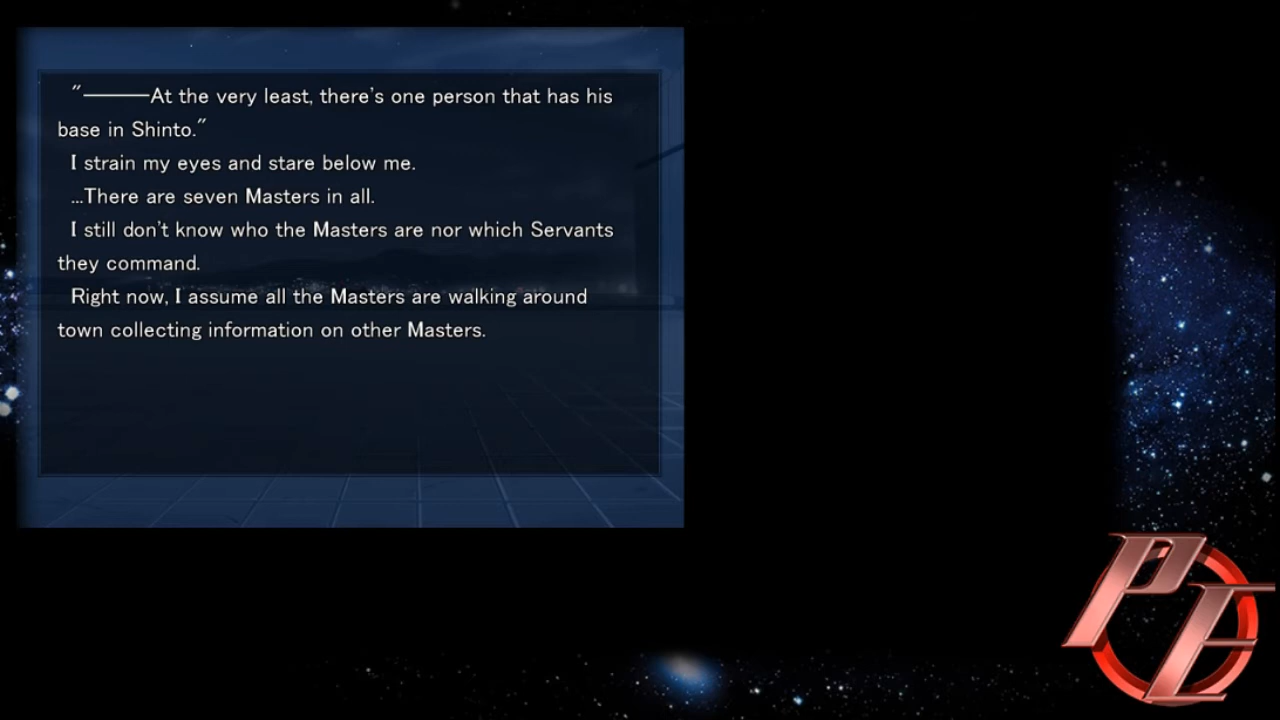 "―――At the very least, there's one person that has his
base in Shinto."
I strain my eyes and stare below me.
...There are seven Masters in all.
I still don't know who the Masters are nor which Servants
they command.
Right now, I assume all the Masters are walking around
town collecting information on other Masters.
PE